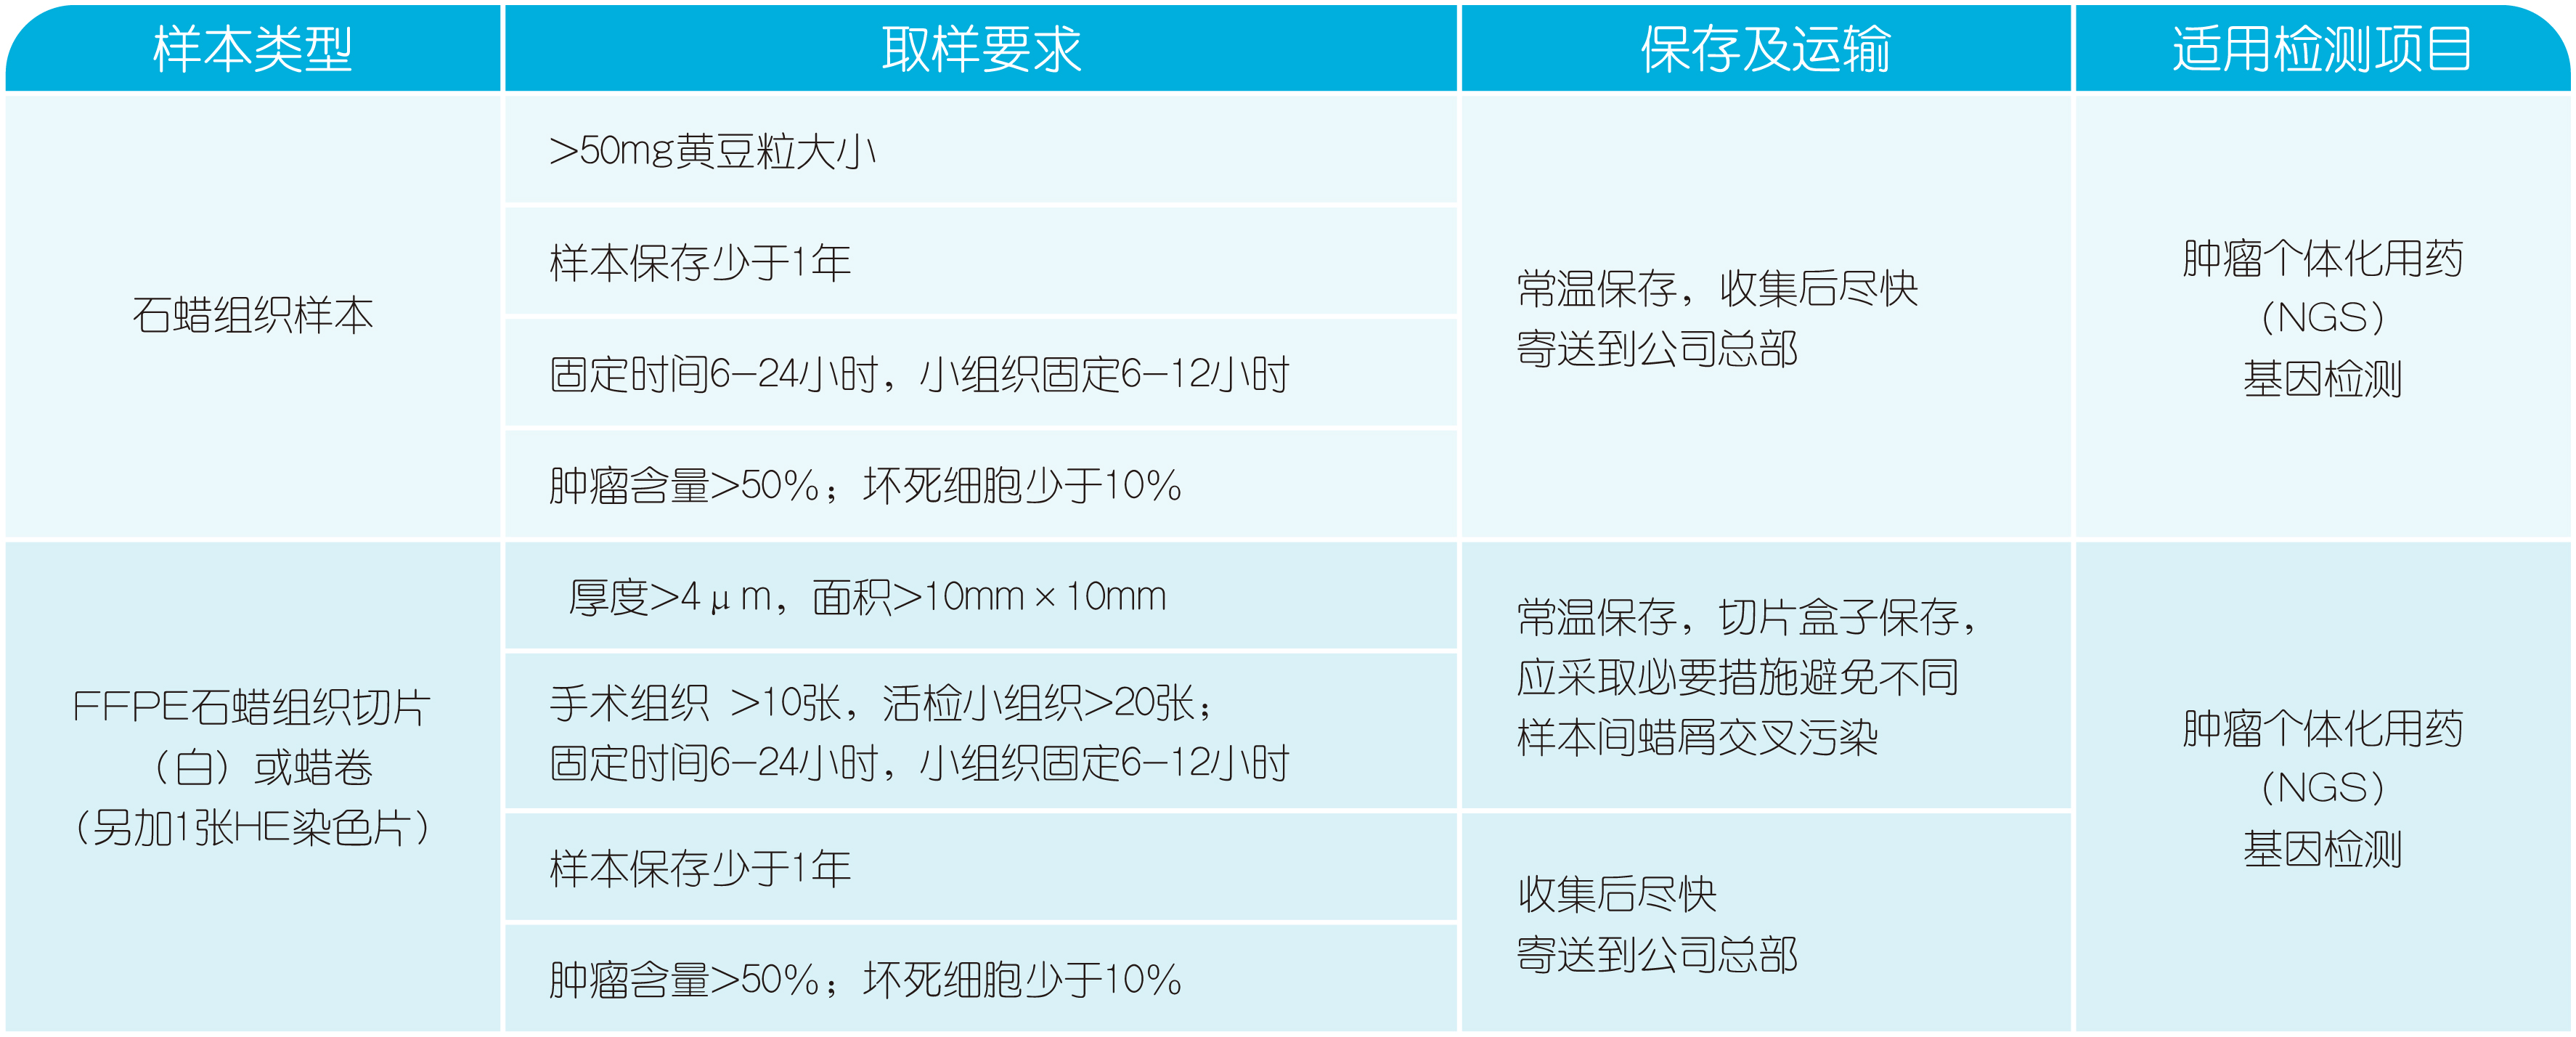 样本类型 取样要求 保存及运输 适用检测项目
石蜡组织样本
>50mg黄豆粒大小
样本保存少于1年
固定时间6-24小时，小组织固定6-12小时
肿瘤含量>50%；坏死细胞少于10%
常温保存，收集后尽快
寄送到公司总部
肿瘤个体化用药
（NGS）
基因检测
FFPE石蜡组织切片
（白）或蜡卷
（另加1张HE染色片）
厚度>4μm，面积>10mm×10mm
手术组织 >10张，活检小组织>20张；
固定时间6-24小时，小组织固定6-12小时
样本保存少于1年
肿瘤含量>50%；坏死细胞少于10%
常温保存，切片盒子保存，
应采取必要措施避免不同
样本间蜡屑交叉污染
收集后尽快
寄送到公司总部
肿瘤个体化用药
（NGS）
基因检测